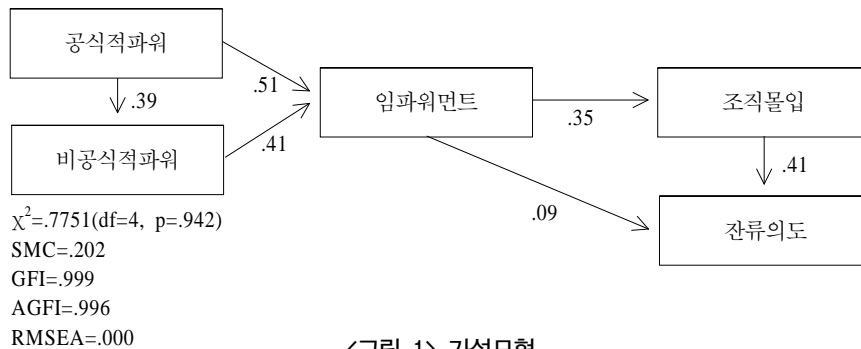 공식적파워
.51
.39
임파워먼트
.35
조직몰입
비공식적파워
.41
.41
.09
잔류의도
χ²=.7751(df=4, p=.942)
SMC=.202
GFI=.999
AGFI=.996
RMSEA=.000